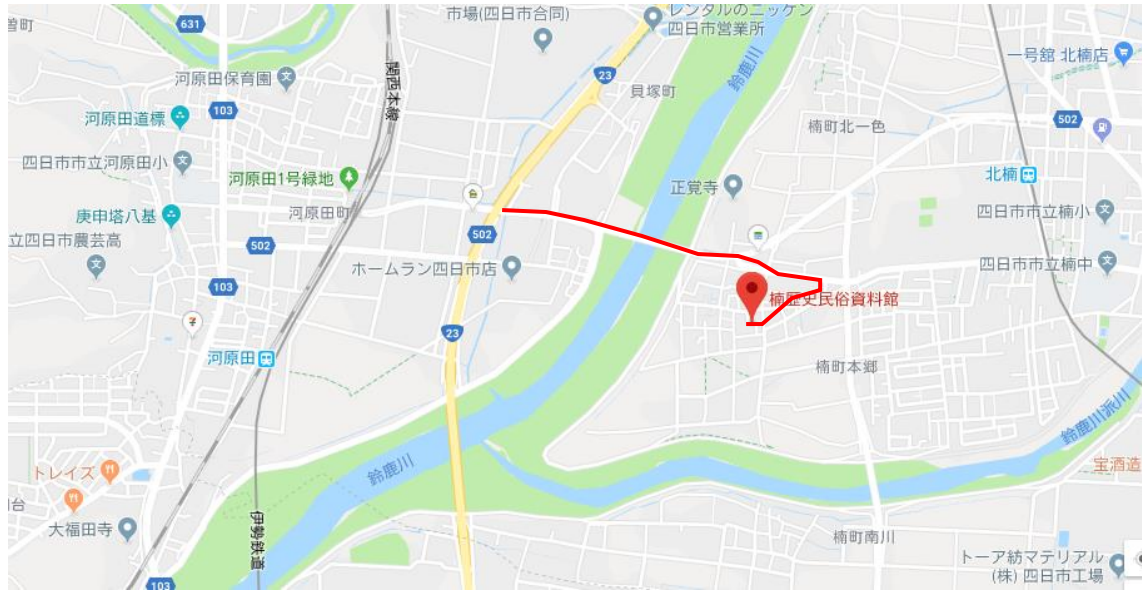 市場(四日市合同)
レンタルのニッケン
四日市営業所
曽町
631
23
一号舘 北楠店
河原田保育園
関西本線
貝塚町
鈴鹿川
河原田道標
103
502
楠町北一色
四日市市立河原田小
河原田1号緑地
正覚寺
北楠
庚申塔八基
河原田町
四日市市立楠小
立四日市農芸高
502
502
ホームラン四日市店
四日市市立楠中
103
楠歴史民俗資料館
23
河原田
楠町本郷
鈴鹿川派川
トレイズ
鈴鹿川
宝酒造
台
大福田寺
伊勢鉄道
楠町南川
トーア紡マテリアル
(株) 四日市工場
103